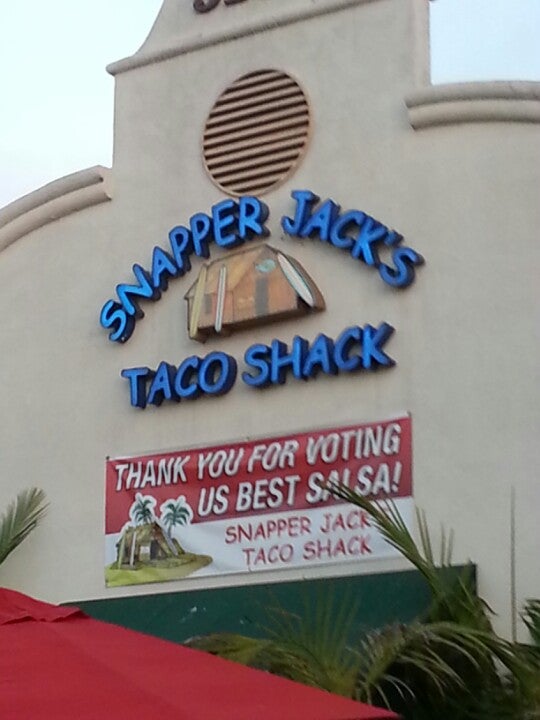 SNAPPER JACK'S
TACO SHACK
THANK YOU FOR VOTING
US BEST SALSA!
SNAPPER JACK
TACO SHACK